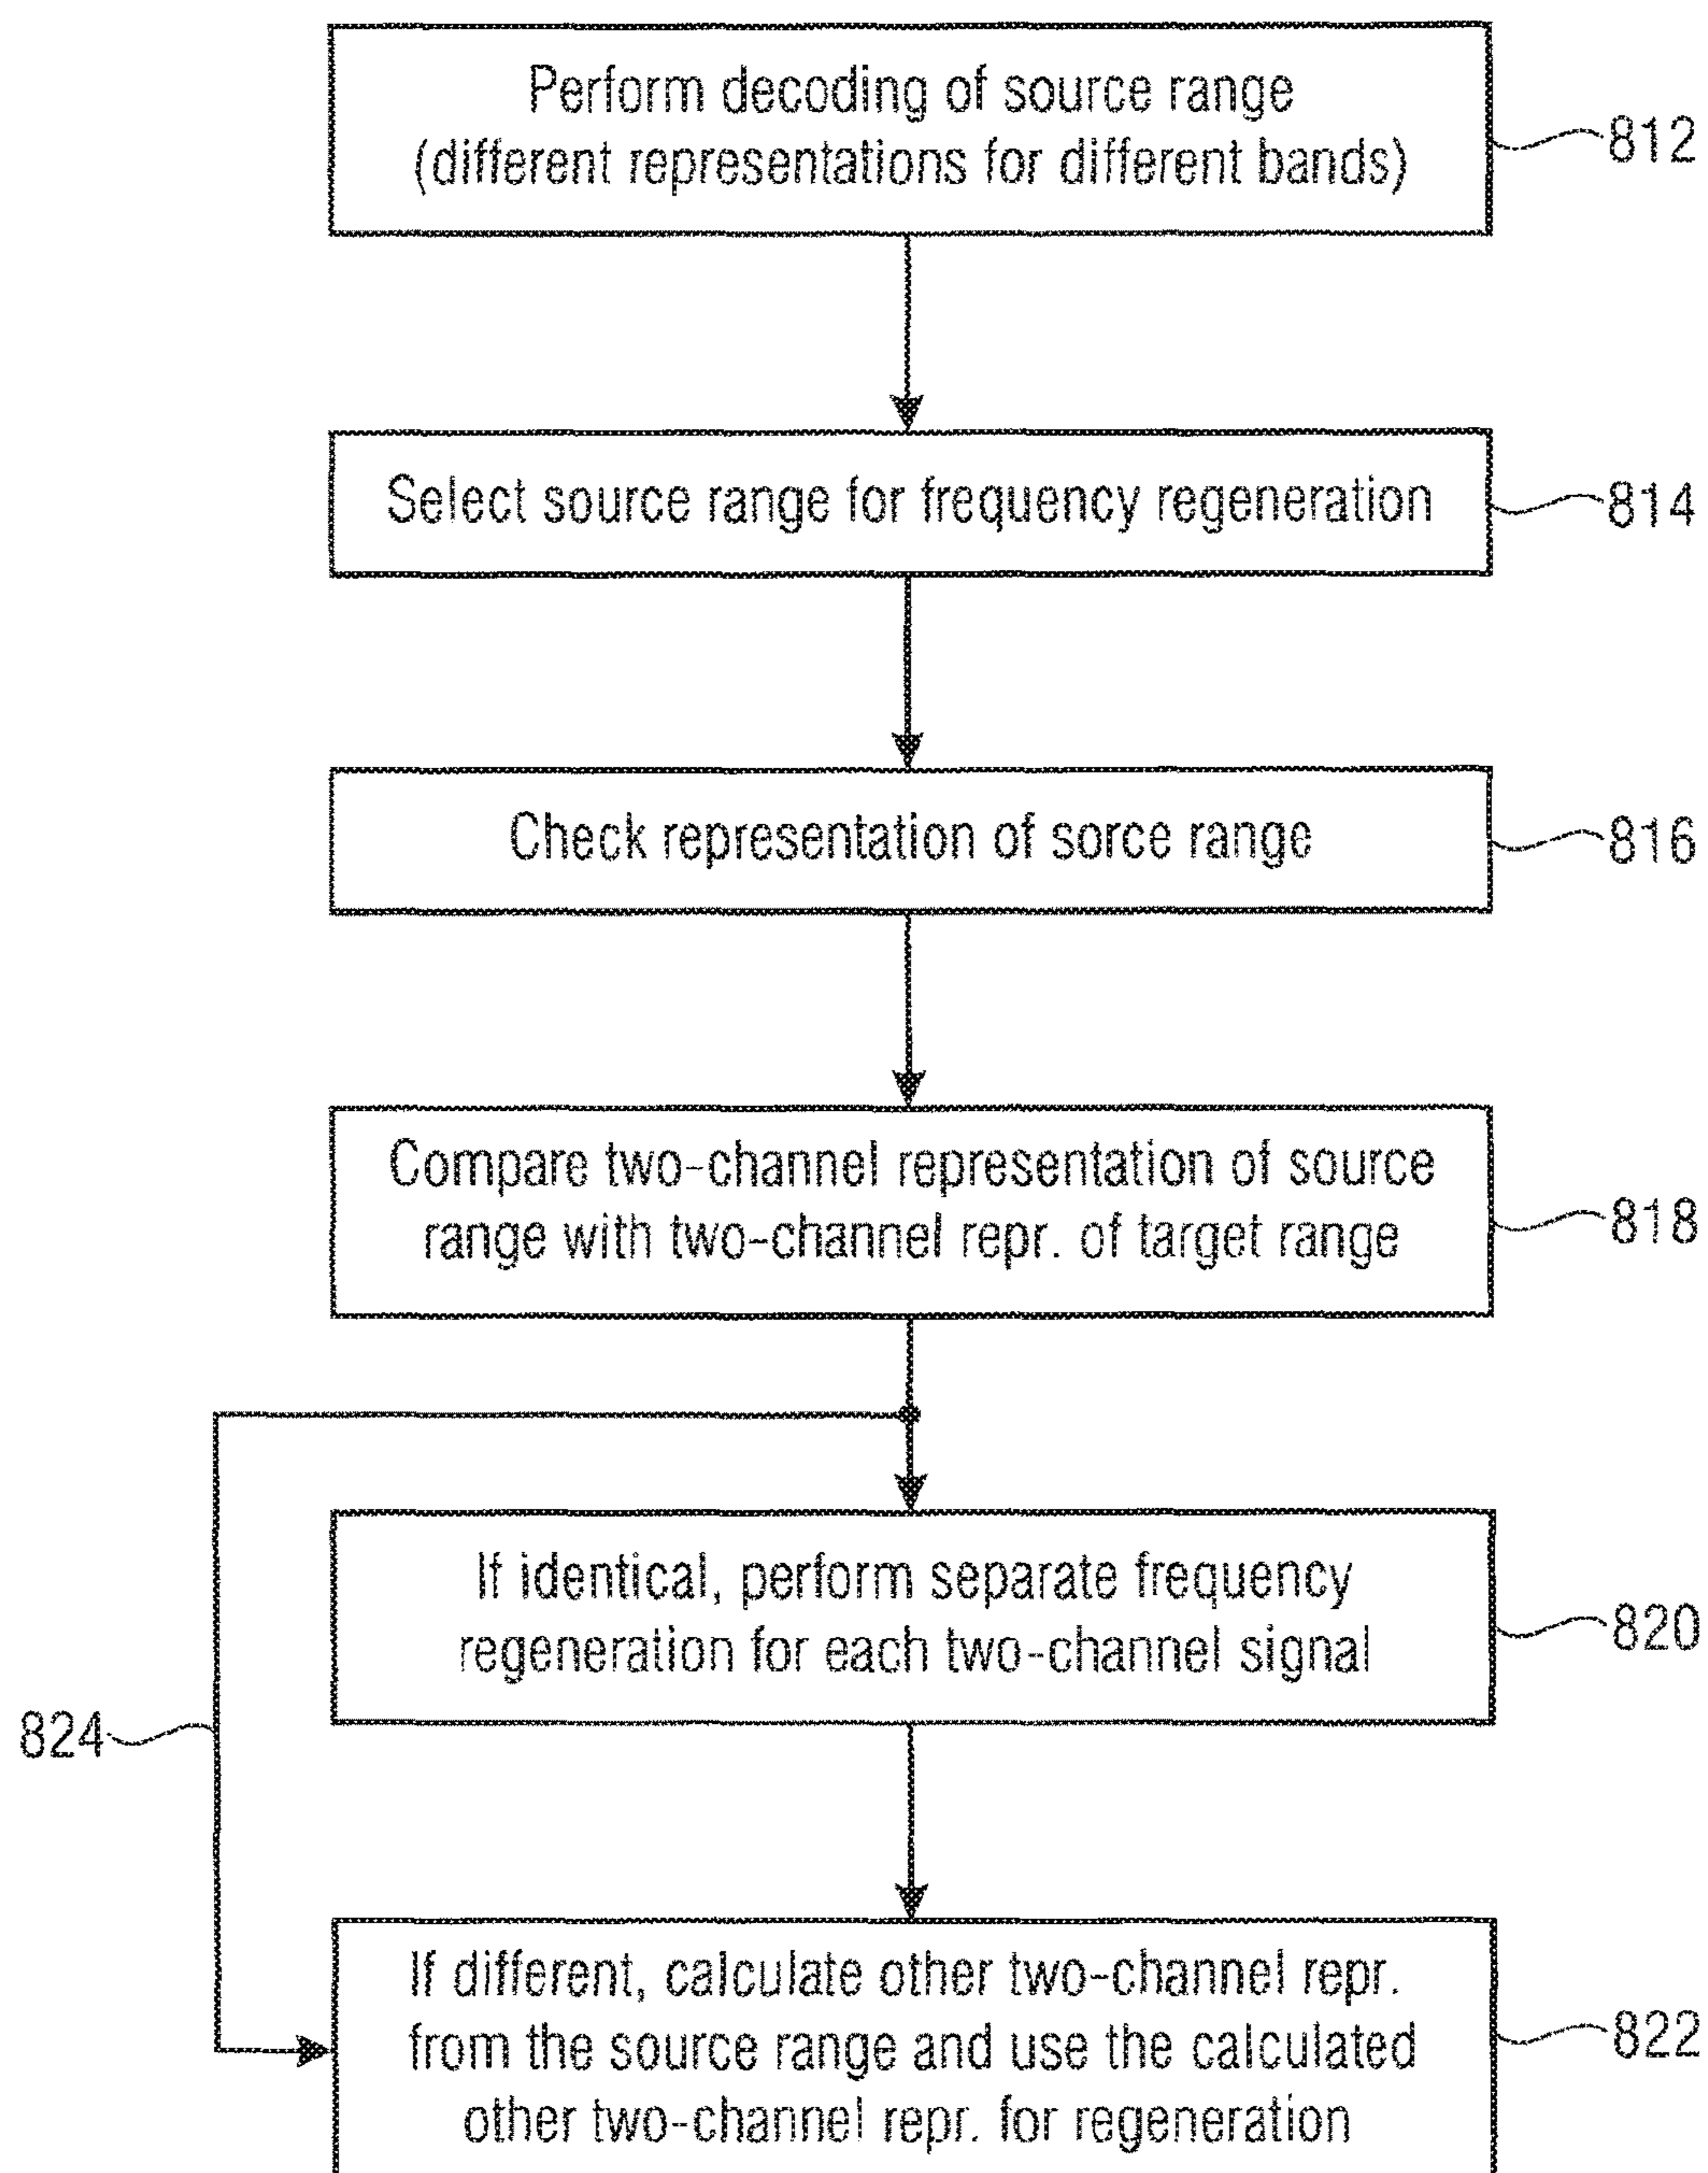 Perform decoding of source range
(different representations for different bands)
812
Select source range for frequency regeneration
814
Check representation of sorce range
816
Compare two-channel representation of source
range with two-channel repr. of target range
818
If identical, perform separate frequency
regeneration for each two-channel signal
820
824
If different, calculate other two-channel repr.
from the source range and use the calculated
other two-channel repr. for regeneration
822